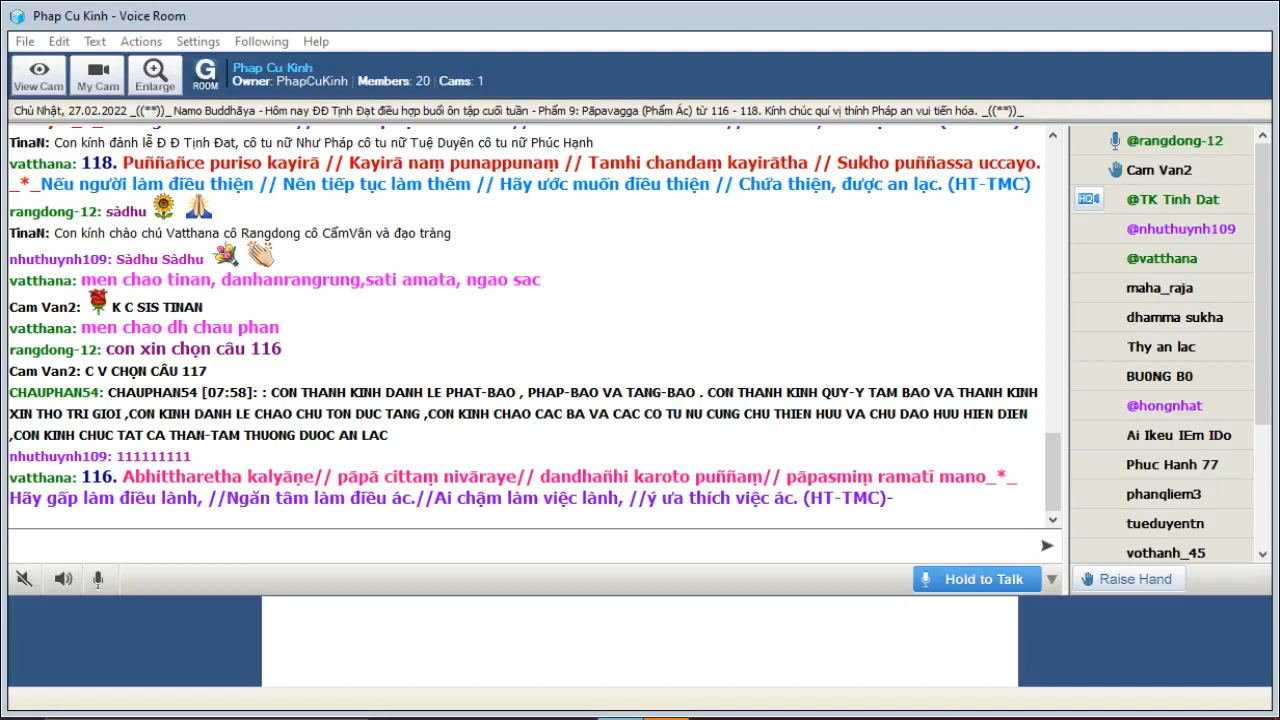 Phap Cu Kinh - Voice Room
File Edit Text Actions Settings Following Help
View Cam
My Cam
Enlarge
G ROOM
Phap Cu Kinh
Owner: PhapCuKinh | Members: 20 | Cams: 1
Chủ Nhật, 27.02.2022 _((**))_ Namo Buddhāya - Hôm nay ĐĐ Tịnh Đạt điều hợp buổi ôn tập cuối tuần - Phẩm 9: Pāpavagga (Phẩm Ác) từ 116 - 118. Kính chúc quí vị thính Pháp an vui tiến hóa. _((**))_
TinaN: Con kính đảnh lễ Đ Đ Tịnh Đat, cô tu nữ Như Pháp cô tu nữ Tuệ Duyên cô tu nữ Phúc Hạnh
vatthana: 118. Puññañce puriso kayirā // Kayirā naṃ punappunaṃ // Tamhi chandaṃ kayirātha // Sukho puññassa uccayo.
_*_Nếu người làm điều thiện // Nên tiếp tục làm thêm // Hãy ước muốn điều thiện // Chứa thiện, được an lạc. (HT-TMC)
rangdong-12: sàdhu
TinaN: Con kính chào chú Vatthana cô Rangdong cô CẩmVân và đạo tràng
nhuthuynh109: Sàdhu Sàdhu
vatthana: men chao tinan, danhanrangrung,sati amata, ngao sac
Cam Van2: K C SIS TINAN
vatthana: men chao dh chau phan
rangdong-12: con xin chọn câu 116
Cam Van2: C V CHỌN CÂU 117
CHAUPHAN54: CHAUPHAN54 [07:58]: : CON THANH KINH DANH LE PHAT-BAO , PHAP-BAO VA TANG-BAO . CON THANH KINH QUY-Y TAM BAO VA THANH KINH
XIN THO TRI GIOI ,CON KINH DANH LE CHAO CHU TON DUC TANG ,CON KINH CHAO CAC BA VA CAC CO TU NU CUNG CHU THIEN HUU VA CHU DAO HUU HIEN DIEN
,CON KINH CHUC TAT CA THAN-TAM THUONG DUOC AN LAC
nhuthuynh109: 111111111
vatthana: 116. Abhittharetha kalyāṇe// pāpā cittaṃ nivāraye// dandhañhi karoto puññaṃ// pāpasmiṃ ramatī mano_*_
Hãy gấp làm điều lành, //Ngăn tâm làm điều ác.//Ai chậm làm việc lành, //ý ưa thích việc ác. (HT-TMC)-
Hold to Talk
@rangdong-12
Cam Van2
HQ
@TK Tinh Dat
@nhuthuynh109
@vatthana
maha_raja
dhamma sukha
Thy an lac
BU0NG B0
@hongnhat
Ai Ikeu IEm IDo
Phuc Hanh 77
phanqliem3
tueduyentn
vothanh_45
Raise Hand